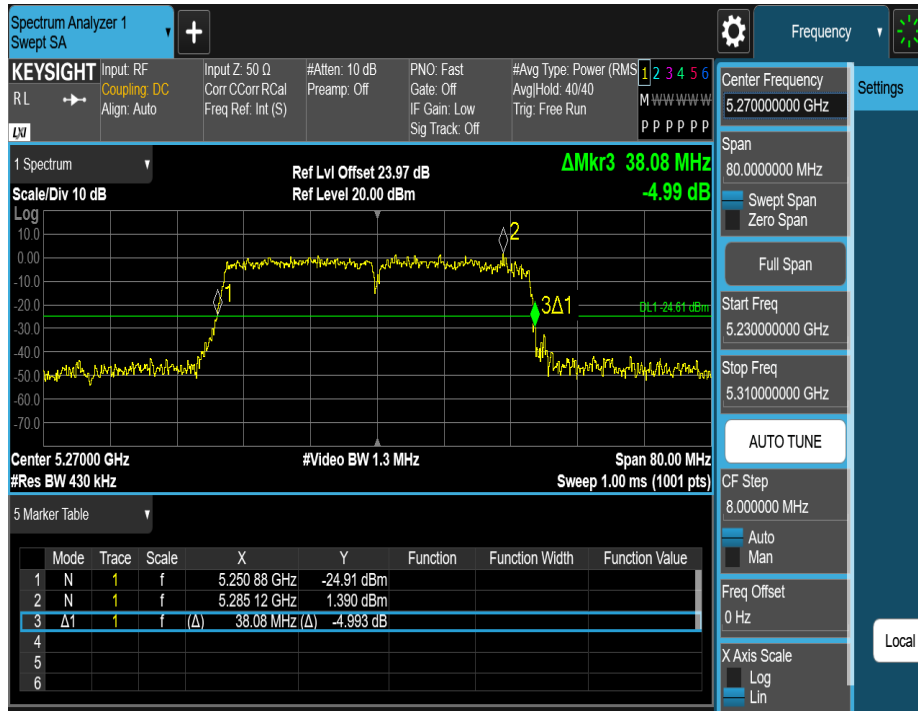 Spectrum Analyzer 1
Swept SA
+
Frequency
KEYSIGHT
RL
LXI
Input: RF
Coupling: DC
Align: Auto
Input Z: 50 Ω
Corr CCorr RCal
Freq Ref: Int (S)
#Atten: 10 dB
Preamp: Off
PNO: Fast
Gate: Off
IF Gain: Low
Sig Track: Off
#Avg Type: Power (RMS
Avg|Hold: 40/40
Trig: Free Run
1 2 3 4 5 6
M W W W W W
P P P P P P
Center Frequency
5.270000000 GHz
Settings
Span
80.0000000 MHz
Swept Span
Zero Span
Full Span
Start Freq
5.230000000 GHz
Stop Freq
5.310000000 GHz
AUTO TUNE
CF Step
8.000000 MHz
Auto
Man
Freq Offset
0 Hz
X Axis Scale
Log
Lin
Local
1 Spectrum
Scale/Div 10 dB
Ref Lvl Offset 23.97 dB
Ref Level 20.00 dBm
ΔMkr3 38.08 MHz
-4.99 dB
Log
10.0
0.00
-10.0
-20.0
-30.0
-40.0
-50.0
-60.0
-70.0
1
2
3Δ1
DL1 -24.61 dBm
Center 5.27000 GHz
#Video BW 1.3 MHz
Span 80.00 MHz
#Res BW 430 kHz
Sweep 1.00 ms (1001 pts)
5 Marker Table
Mode Trace Scale X Y Function Function Width Function Value
1 N 1 f 5.250 88 GHz -24.91 dBm
2 N 1 f 5.285 12 GHz 1.390 dBm
3 Δ1 1 f (Δ) 38.08 MHz (Δ) -4.993 dB
4
5
6